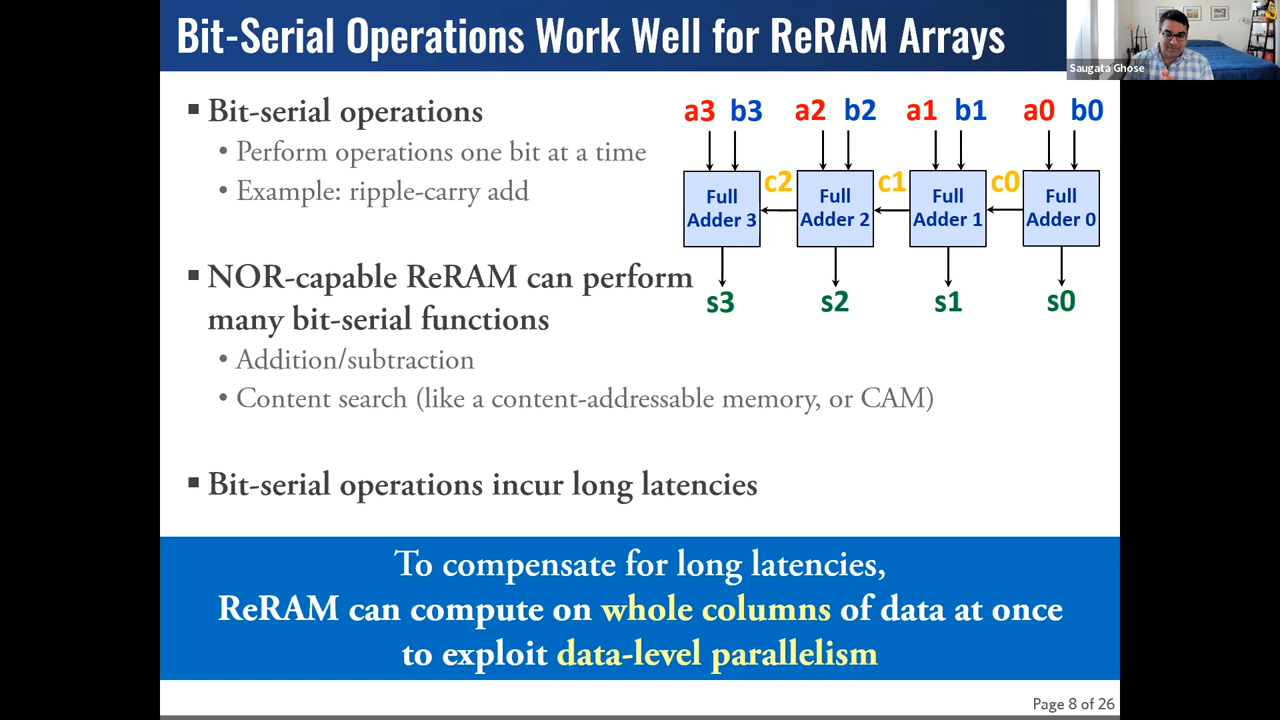 Bit-Serial Operations Work Well for ReRAM Arrays
Saugata Ghose
▪ Bit-serial operations
• Perform operations one bit at a time
• Example: ripple-carry add
a3 b3 a2 b2 a1 b1 a0 b0
c2 c1 c0
Full Full Full Full
Adder 3 Adder 2 Adder 1 Adder 0
s3 s2 s1 s0
▪ NOR-capable ReRAM can perform
many bit-serial functions
• Addition/subtraction
• Content search (like a content-addressable memory, or CAM)
▪ Bit-serial operations incur long latencies
To compensate for long latencies,
ReRAM can compute on whole columns of data at once
to exploit data-level parallelism
Page 8 of 26